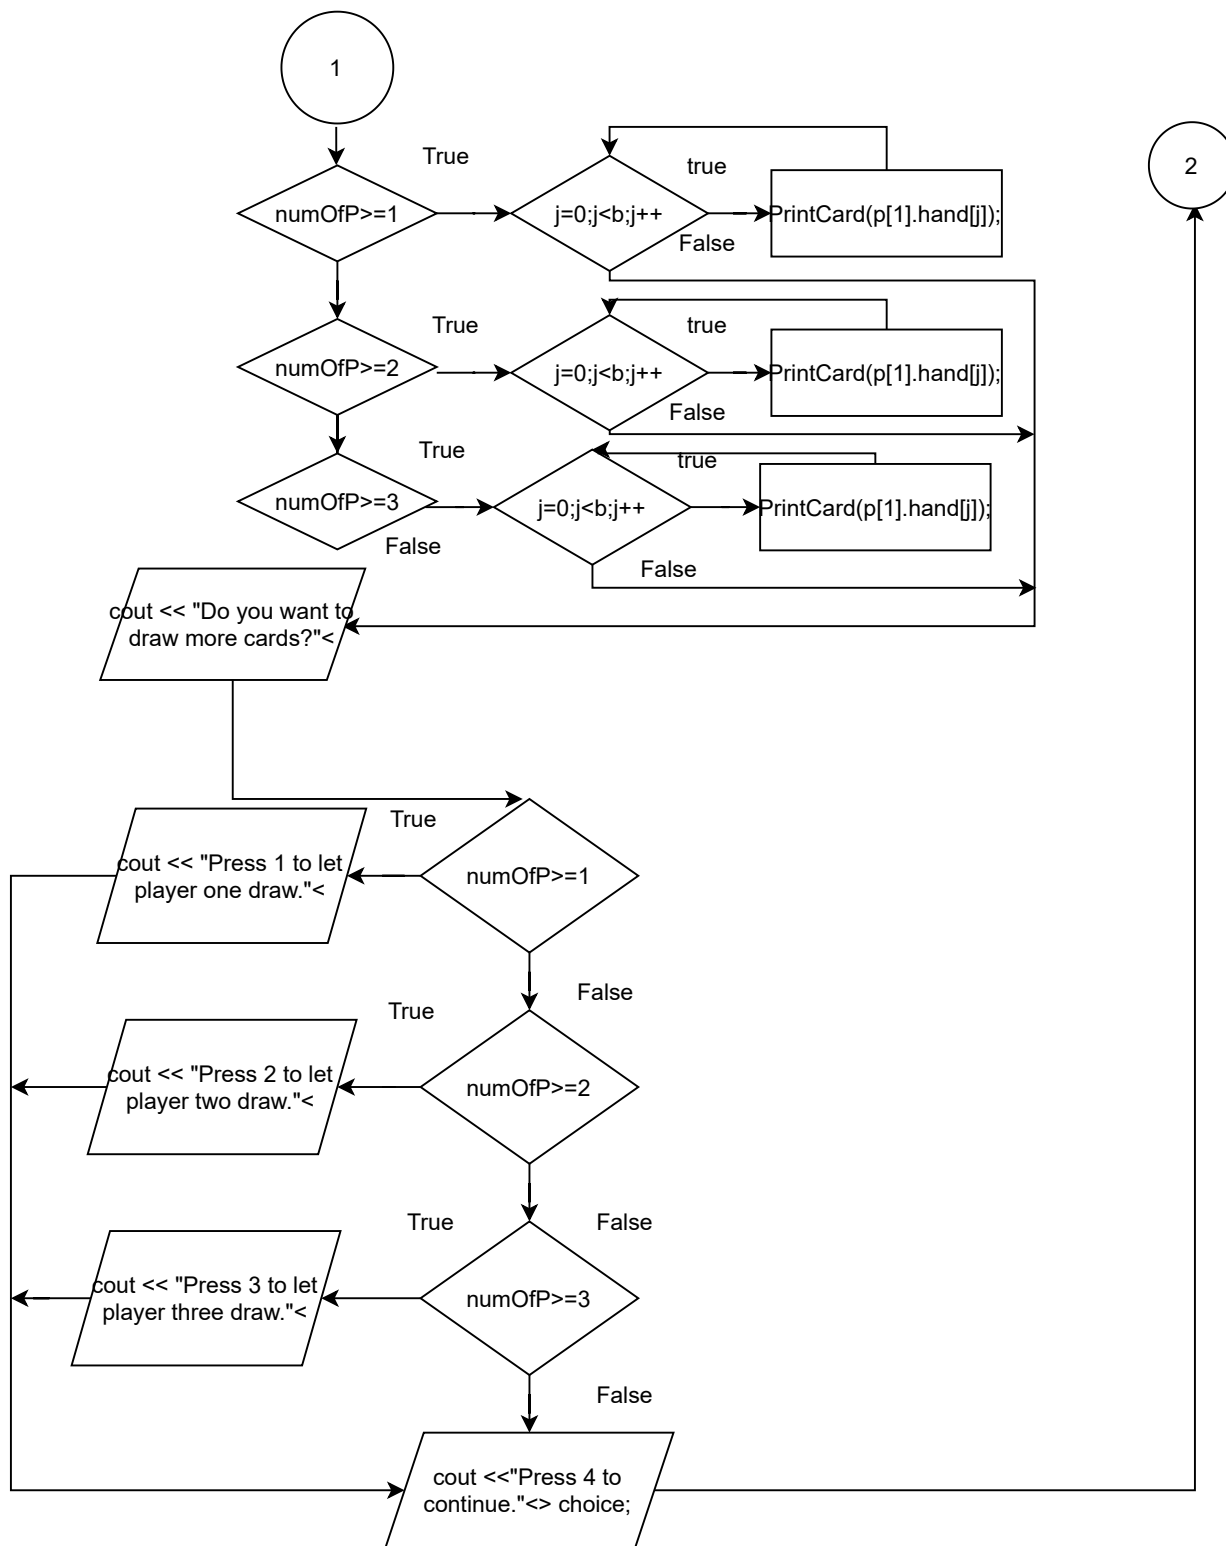 1
2
True
true
numOfP>=1
j=0;j<b;j++
PrintCard(p[1].hand[j]);
False
True
true
numOfP>=2
j=0;j<b;j++
PrintCard(p[1].hand[j]);
False
True
true
numOfP>=3
j=0;j<b;j++
PrintCard(p[1].hand[j]);
False
False
cout << "Do you want to
draw more cards?"<
True
cout << "Press 1 to let
player one draw."<
numOfP>=1
False
True
cout << "Press 2 to let
player two draw."<
numOfP>=2
True
False
cout << "Press 3 to let
player three draw."<
numOfP>=3
False
cout <<"Press 4 to
continue."<> choice;